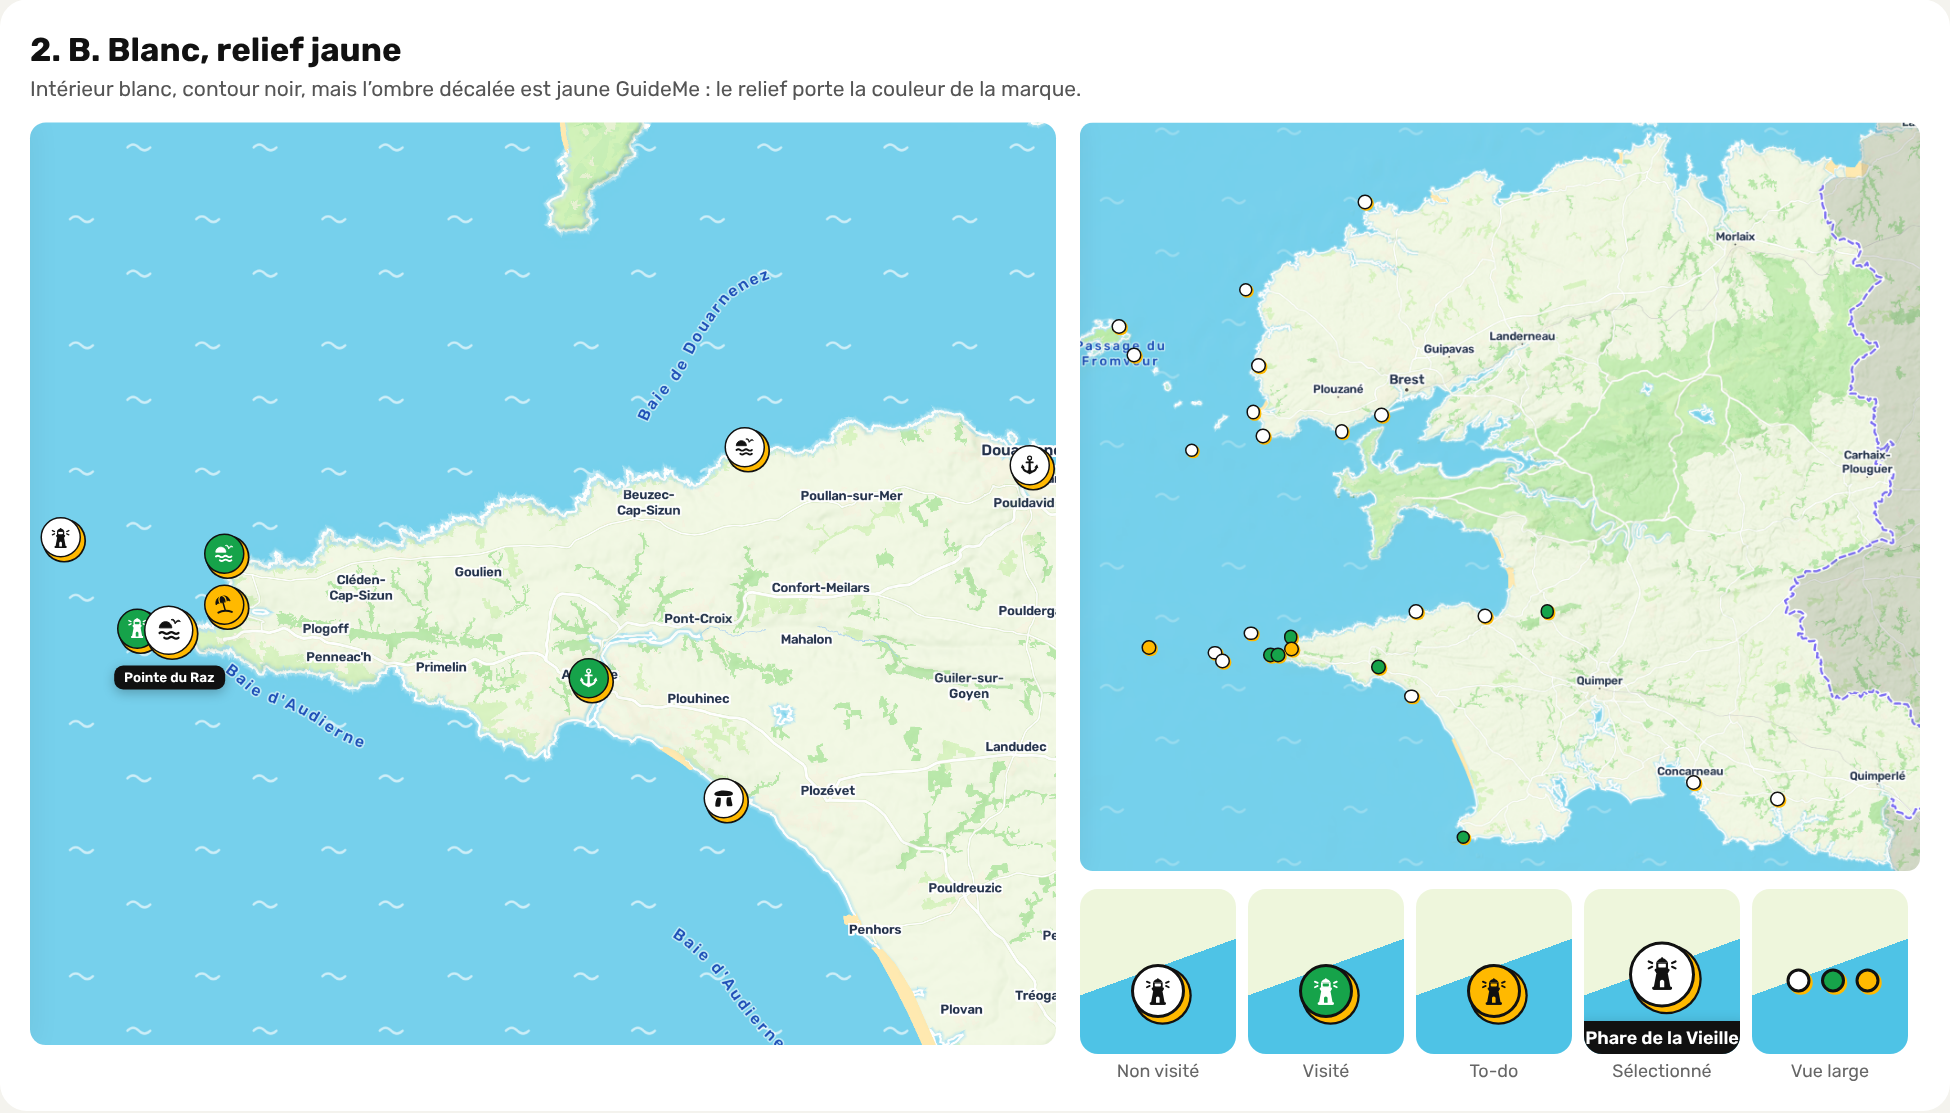 2. B. Blanc, relief jaune
Intérieur blanc, contour noir, mais l’ombre décalée est jaune GuideMe : le relief porte la couleur de la marque.
Baie de Douarnenez
Beuzec-
Cap-Sizun
Poullan-sur-Mer
Pouldavid
Cléden-
Cap-Sizun
Goulien
Confort-Meilars
Plogoff
Pont-Croix
Penneac'h
Primelin
Mahalon
Pointe du Raz
Baie d'Audierne
Plouhinec
Guiler-sur-
Goyen
Landudec
Plozévet
Pouldreuzic
Penhors
Baie d'Audierne
Plovan
Morlaix
Passage du
Fromveur
Landerneau
Guipavas
Brest
Plouzané
Carhaix-
Plouguer
Quimper
Concarneau
Quimperlé
Phare de la Vieille
Non visité
Visité
To-do
Sélectionné
Vue large